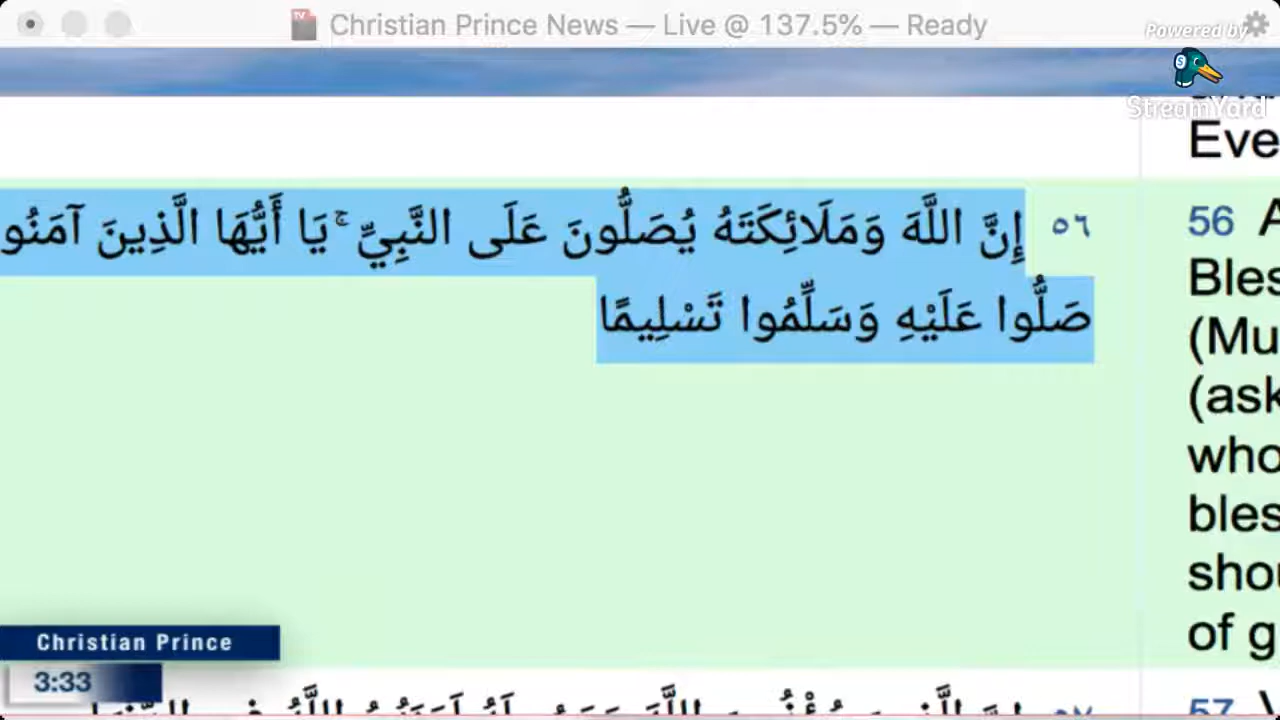 Christian Prince News — Live @ 137.5% — Ready
Powered by
StreamYard
Eve
٥٦ إِنَّ اللَّهَ وَمَلَائِكَتَهُ يُصَلُّونَ عَلَى النَّبِيِّ ۚ يَا أَيُّهَا الَّذِينَ آمَنُو
صَلُّوا عَلَيْهِ وَسَلِّمُوا تَسْلِيمًا
56 A
Bles
(Mu
(ask
who
bles
shou
of g
Christian Prince
3:33
57